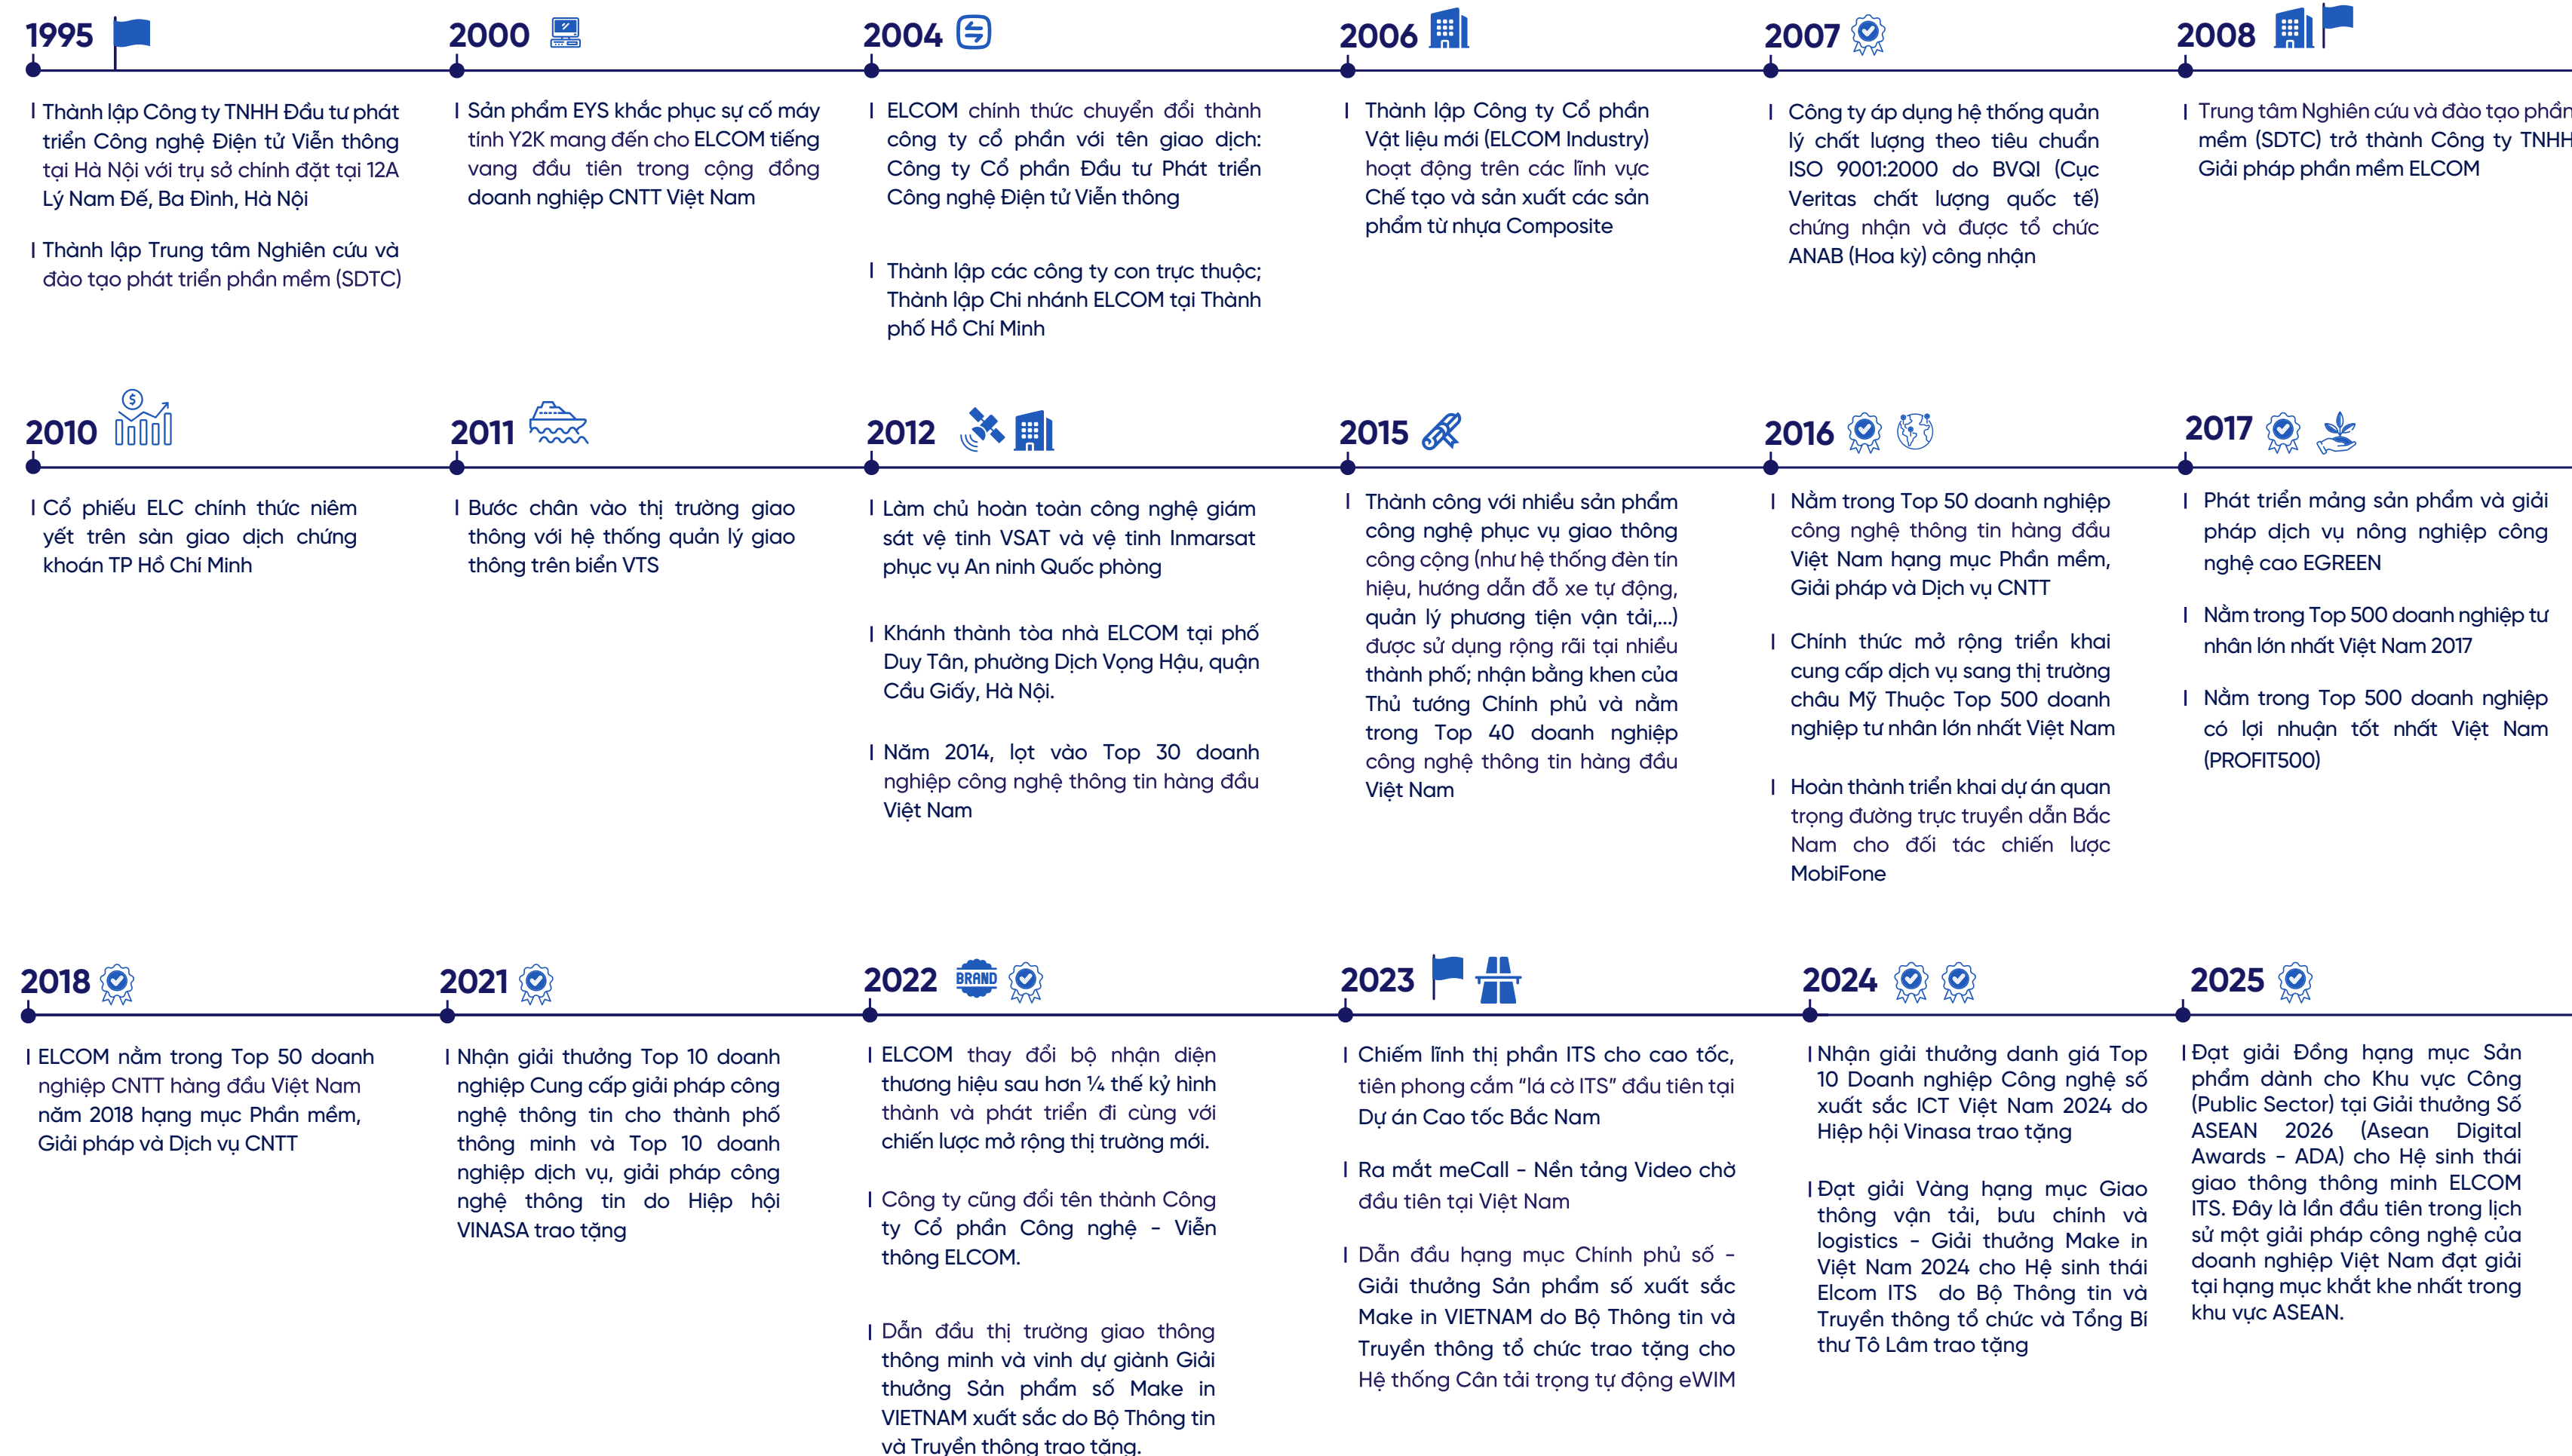 1995
Thành lập Công ty TNHH Đầu tư phát
triển Công nghệ Điện tử Viễn thông
tại Hà Nội với trụ sở chính đặt tại 12A
Lý Nam Đế, Ba Đình, Hà Nội
Thành lập Trung tâm Nghiên cứu và
đào tạo phát triển phần mềm (SDTC)
2000
Sản phẩm EYS khắc phục sự cố máy
tính Y2K mang đến cho ELCOM tiếng
vang đầu tiên trong cộng đồng
doanh nghiệp CNTT Việt Nam
2004
ELCOM chính thức chuyển đổi thành
công ty cổ phần với tên giao dịch:
Công ty Cổ phần Đầu tư Phát triển
Công nghệ Điện tử Viễn thông
Thành lập các công ty con trực thuộc;
Thành lập Chi nhánh ELCOM tại Thành
phố Hồ Chí Minh
2006
Thành lập Công ty Cổ phần
Vật liệu mới (ELCOM Industry)
hoạt động trên các lĩnh vực
Chế tạo và sản xuất các sản
phẩm từ nhựa Composite
2007
Công ty áp dụng hệ thống quản
lý chất lượng theo tiêu chuẩn
ISO 9001:2000 do BVQI (Cục
Veritas chất lượng quốc tế)
chứng nhận và được tổ chức
ANAB (Hoa kỳ) công nhận
2008
Trung tâm Nghiên cứu và đào tạo phần
mềm (SDTC) trở thành Công ty TNHH
Giải pháp phần mềm ELCOM
2010
Cổ phiếu ELC chính thức niêm
yết trên sàn giao dịch chứng
khoán TP Hồ Chí Minh
2011
Bước chân vào thị trường giao
thông với hệ thống quản lý giao
thông trên biển VTS
2012
Làm chủ hoàn toàn công nghệ giám
sát vệ tinh VSAT và vệ tinh Inmarsat
phục vụ An ninh Quốc phòng
Khánh thành tòa nhà ELCOM tại phố
Duy Tân, phường Dịch Vọng Hậu, quận
Cầu Giấy, Hà Nội.
Năm 2014, lọt vào Top 30 doanh
nghiệp công nghệ thông tin hàng đầu
Việt Nam
2015
Thành công với nhiều sản phẩm
công nghệ phục vụ giao thông
công cộng (như hệ thống đèn tín
hiệu, hướng dẫn đỗ xe tự động,
quản lý phương tiện vận tải,...)
được sử dụng rộng rãi tại nhiều
thành phố; nhận bằng khen của
Thủ tướng Chính phủ và nằm
trong Top 40 doanh nghiệp
công nghệ thông tin hàng đầu
Việt Nam
2016
Nằm trong Top 50 doanh nghiệp
công nghệ thông tin hàng đầu
Việt Nam hạng mục Phần mềm,
Giải pháp và Dịch vụ CNTT
Chính thức mở rộng triển khai
cung cấp dịch vụ sang thị trường
châu Mỹ Thuộc Top 500 doanh
nghiệp tư nhân lớn nhất Việt Nam
Hoàn thành triển khai dự án quan
trọng đường trực truyền dẫn Bắc
Nam cho đối tác chiến lược
MobiFone
2017
Phát triển mảng sản phẩm và giải
pháp dịch vụ nông nghiệp công
nghệ cao EGREEN
Nằm trong Top 500 doanh nghiệp tư
nhân lớn nhất Việt Nam 2017
Nằm trong Top 500 doanh nghiệp
có lợi nhuận tốt nhất Việt Nam
(PROFIT500)
2018
ELCOM nằm trong Top 50 doanh
nghiệp CNTT hàng đầu Việt Nam
năm 2018 hạng mục Phần mềm,
Giải pháp và Dịch vụ CNTT
2021
Nhận giải thưởng Top 10 doanh
nghiệp Cung cấp giải pháp công
nghệ thông tin cho thành phố
thông minh và Top 10 doanh
nghiệp dịch vụ, giải pháp công
nghệ thông tin do Hiệp hội
VINASA trao tặng
2022
BRAND
ELCOM thay đổi bộ nhận diện
thương hiệu sau hơn ¼ thế kỷ hình
thành và phát triển đi cùng với
chiến lược mở rộng thị trường mới.
Công ty cũng đổi tên thành Công
ty Cổ phần Công nghệ - Viễn
thông ELCOM.
Dẫn đầu thị trường giao thông
thông minh và vinh dự giành Giải
thưởng Sản phẩm số Make in
VIETNAM xuất sắc do Bộ Thông tin
và Truyền thông trao tặng.
2023
Chiếm lĩnh thị phần ITS cho cao tốc,
tiên phong cắm “lá cờ ITS” đầu tiên tại
Dự án Cao tốc Bắc Nam
Ra mắt meCall - Nền tảng Video chờ
đầu tiên tại Việt Nam
Dẫn đầu hạng mục Chính phủ số -
Giải thưởng Sản phẩm số xuất sắc
Make in VIETNAM do Bộ Thông tin và
Truyền thông tổ chức trao tặng cho
Hệ thống Cân tải trọng tự động eWIM
2024
Nhận giải thưởng danh giá Top
10 Doanh nghiệp Công nghệ số
xuất sắc ICT Việt Nam 2024 do
Hiệp hội Vinasa trao tặng
Đạt giải Vàng hạng mục Giao
thông vận tải, bưu chính và
logistics - Giải thưởng Make in
Việt Nam 2024 cho Hệ sinh thái
Elcom ITS do Bộ Thông tin và
Truyền thông tổ chức và Tổng Bí
thư Tô Lâm trao tặng
2025
Đạt giải Đồng hạng mục Sản
phẩm dành cho Khu vực Công
(Public Sector) tại Giải thưởng Số
ASEAN 2026 (Asean Digital
Awards - ADA) cho Hệ sinh thái
giao thông thông minh ELCOM
ITS. Đây là lần đầu tiên trong lịch
sử một giải pháp công nghệ của
doanh nghiệp Việt Nam đạt giải
tại hạng mục khắt khe nhất trong
khu vực ASEAN.